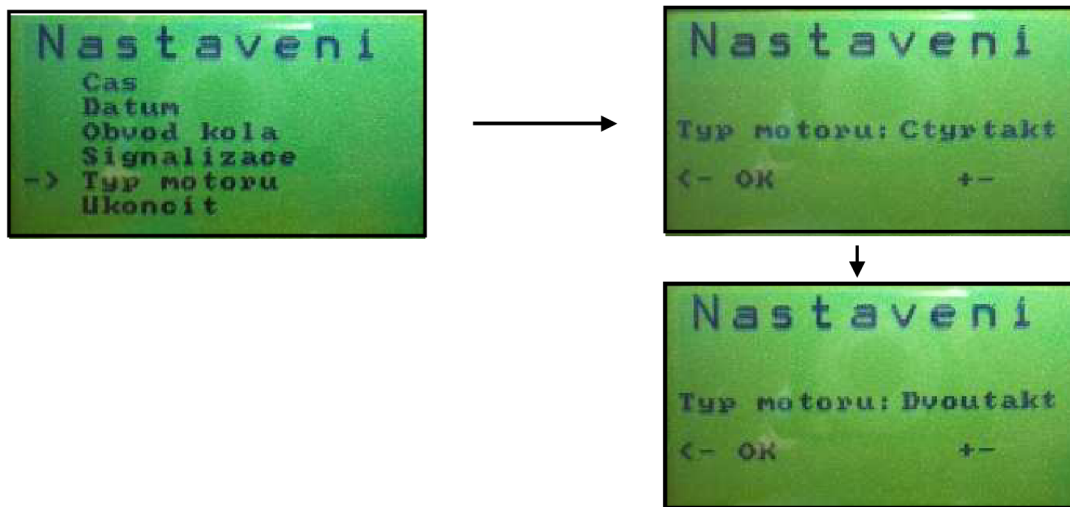 Nastaveni
Cas
Datum
Obvod kola
Signalizace
-> Typ motoru
Ukoncit
Nastaveni
Typ motoru: Ctyrtakt
<- OK +-
Nastaveni
Typ motoru: Dvoutakt
<- OK +-